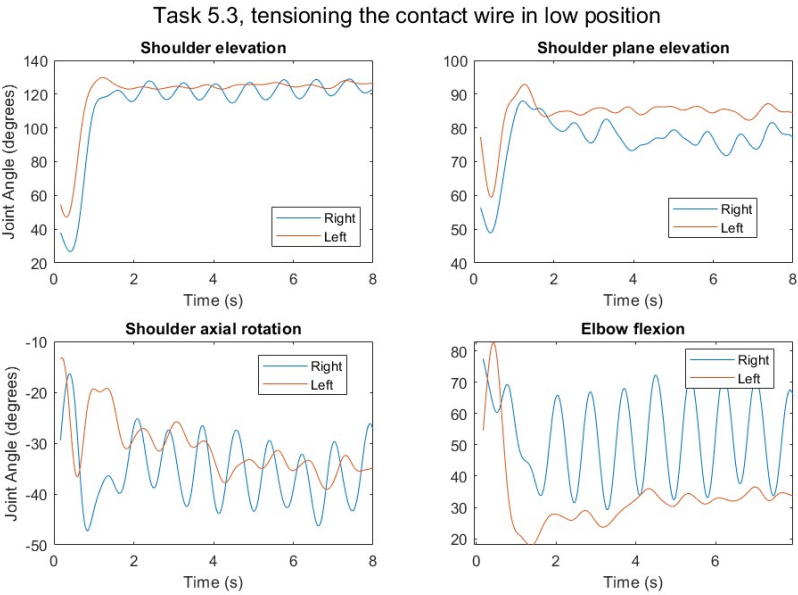 Task 5.3, tensioning the contact wire in low position
Shoulder elevation
140
120
100
80
60
40
20
Joint Angle (degrees)
Right
Left
0
2
4
6
8
Time (s)
Shoulder plane elevation
100
90
80
70
60
50
40
Right
Left
0
2
4
6
8
Time (s)
Shoulder axial rotation
-10
-20
-30
-40
-50
Joint Angle (degrees)
Right
Left
0
2
4
6
8
Time (s)
Elbow flexion
80
70
60
50
40
30
20
Right
Left
0
2
4
6
Time (s)